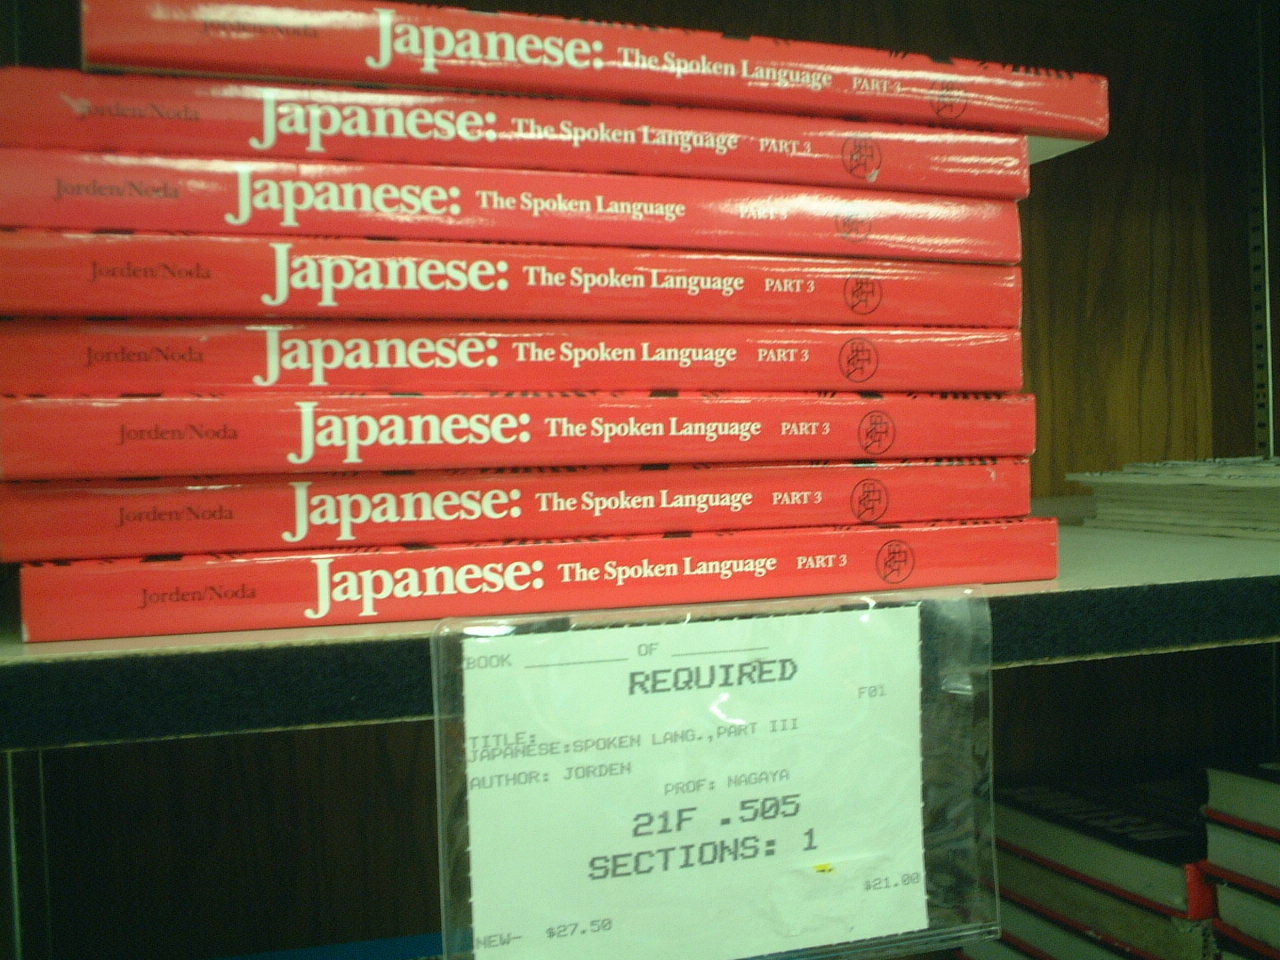 Jorden/Noda Japanese: The Spoken Language PART 3
Jorden/Noda Japanese: The Spoken Language PART 3
Jorden/Noda Japanese: The Spoken Language PART 3
Jorden/Noda Japanese: The Spoken Language PART 3
Jorden/Noda Japanese: The Spoken Language PART 3
Jorden/Noda Japanese: The Spoken Language PART 3
Jorden/Noda Japanese: The Spoken Language PART 3
Jorden/Noda Japanese: The Spoken Language PART 3
BOOK ________ OF ________
REQUIRED
F01
TITLE:
JAPANESE:SPOKEN LANG.,PART III
AUTHOR: JORDEN
PROF: NAGAYA
21F .505
SECTIONS: 1
$21.00
NEW- $27.50